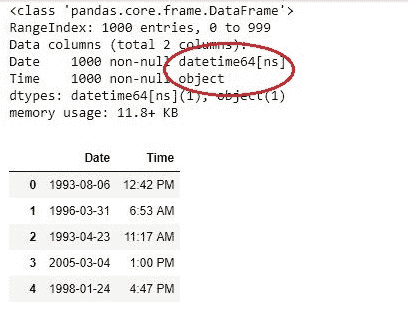 <class 'pandas.core.frame.DataFrame'>
RangeIndex: 1000 entries, 0 to 999
Data columns (total 2 columns):
Date 1000 non-null datetime64[ns]
Time 1000 non-null object
dtypes: datetime64[ns](1), object(1)
memory usage: 11.8+ KB
Date Time
0 1993-08-06 12:42 PM
1 1996-03-31 6:53 AM
2 1993-04-23 11:17 AM
3 2005-03-04 1:00 PM
4 1998-01-24 4:47 PM